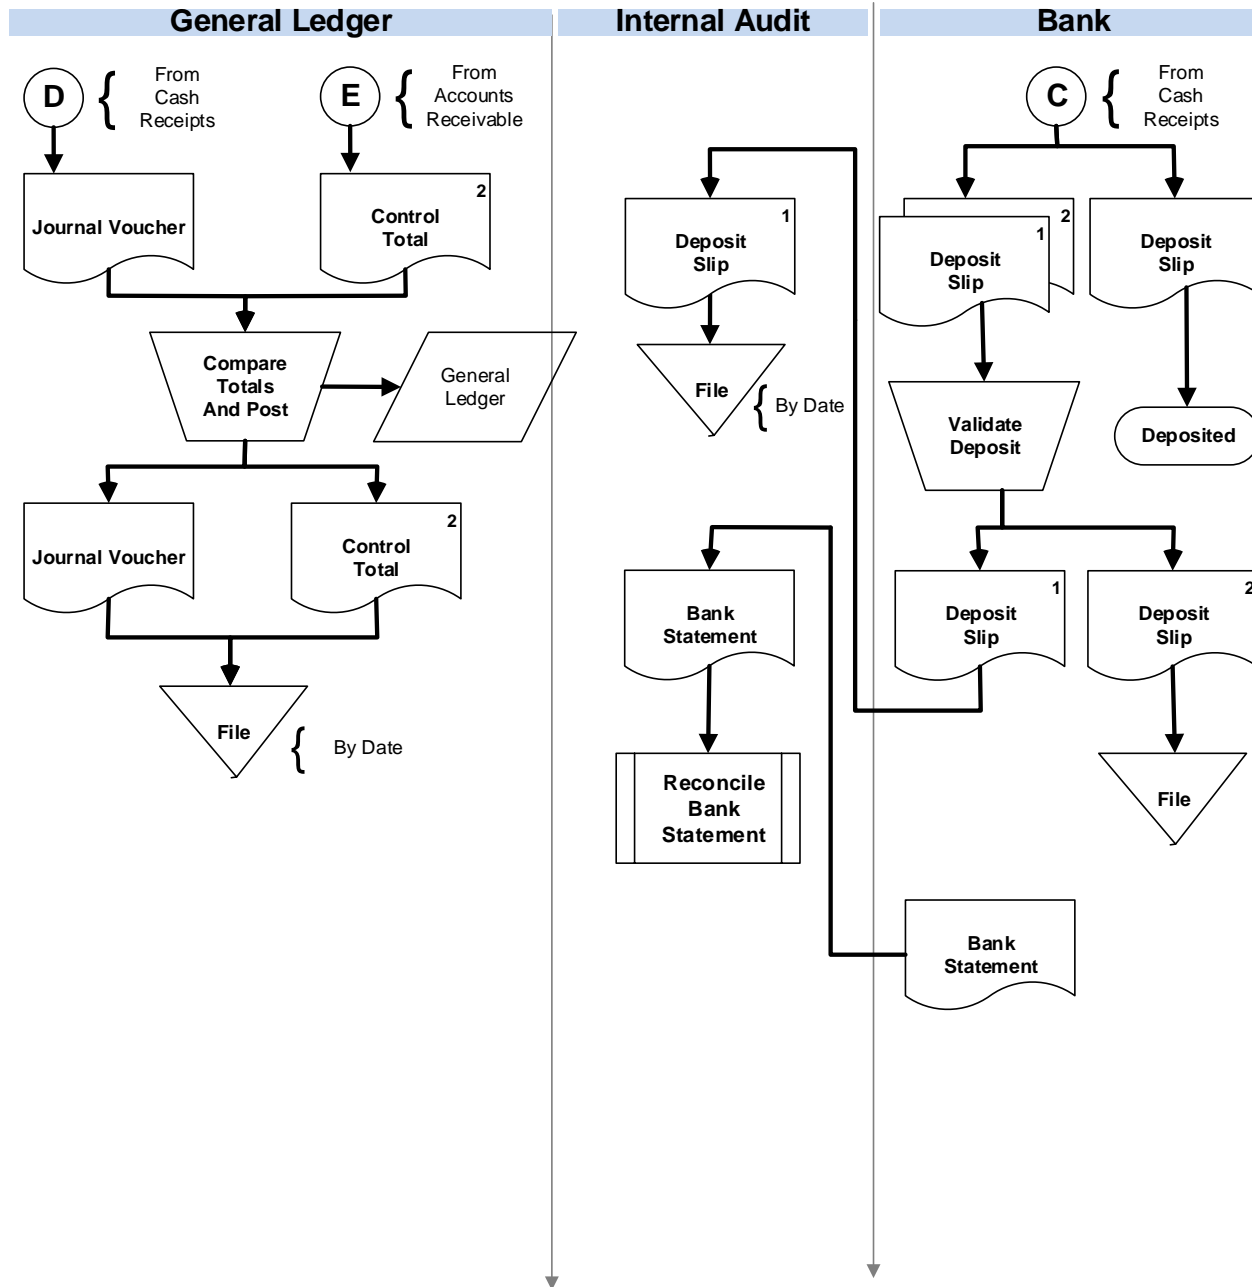 General Ledger
Internal Audit
Bank
D
{
From
Cash
Receipts
E
{
From
Accounts
Receivable
C
{
From
Cash
Receipts
Journal Voucher
2
Control
Total
1
Deposit
Slip
2
1
Deposit
Slip
Deposit
Slip
Compare
Totals
And Post
General
Ledger
File
{
By Date
Validate
Deposit
Deposited
Journal Voucher
2
Control
Total
Bank
Statement
1
Deposit
Slip
2
Deposit
Slip
File
{
By Date
Reconcile
Bank
Statement
File
Bank
Statement